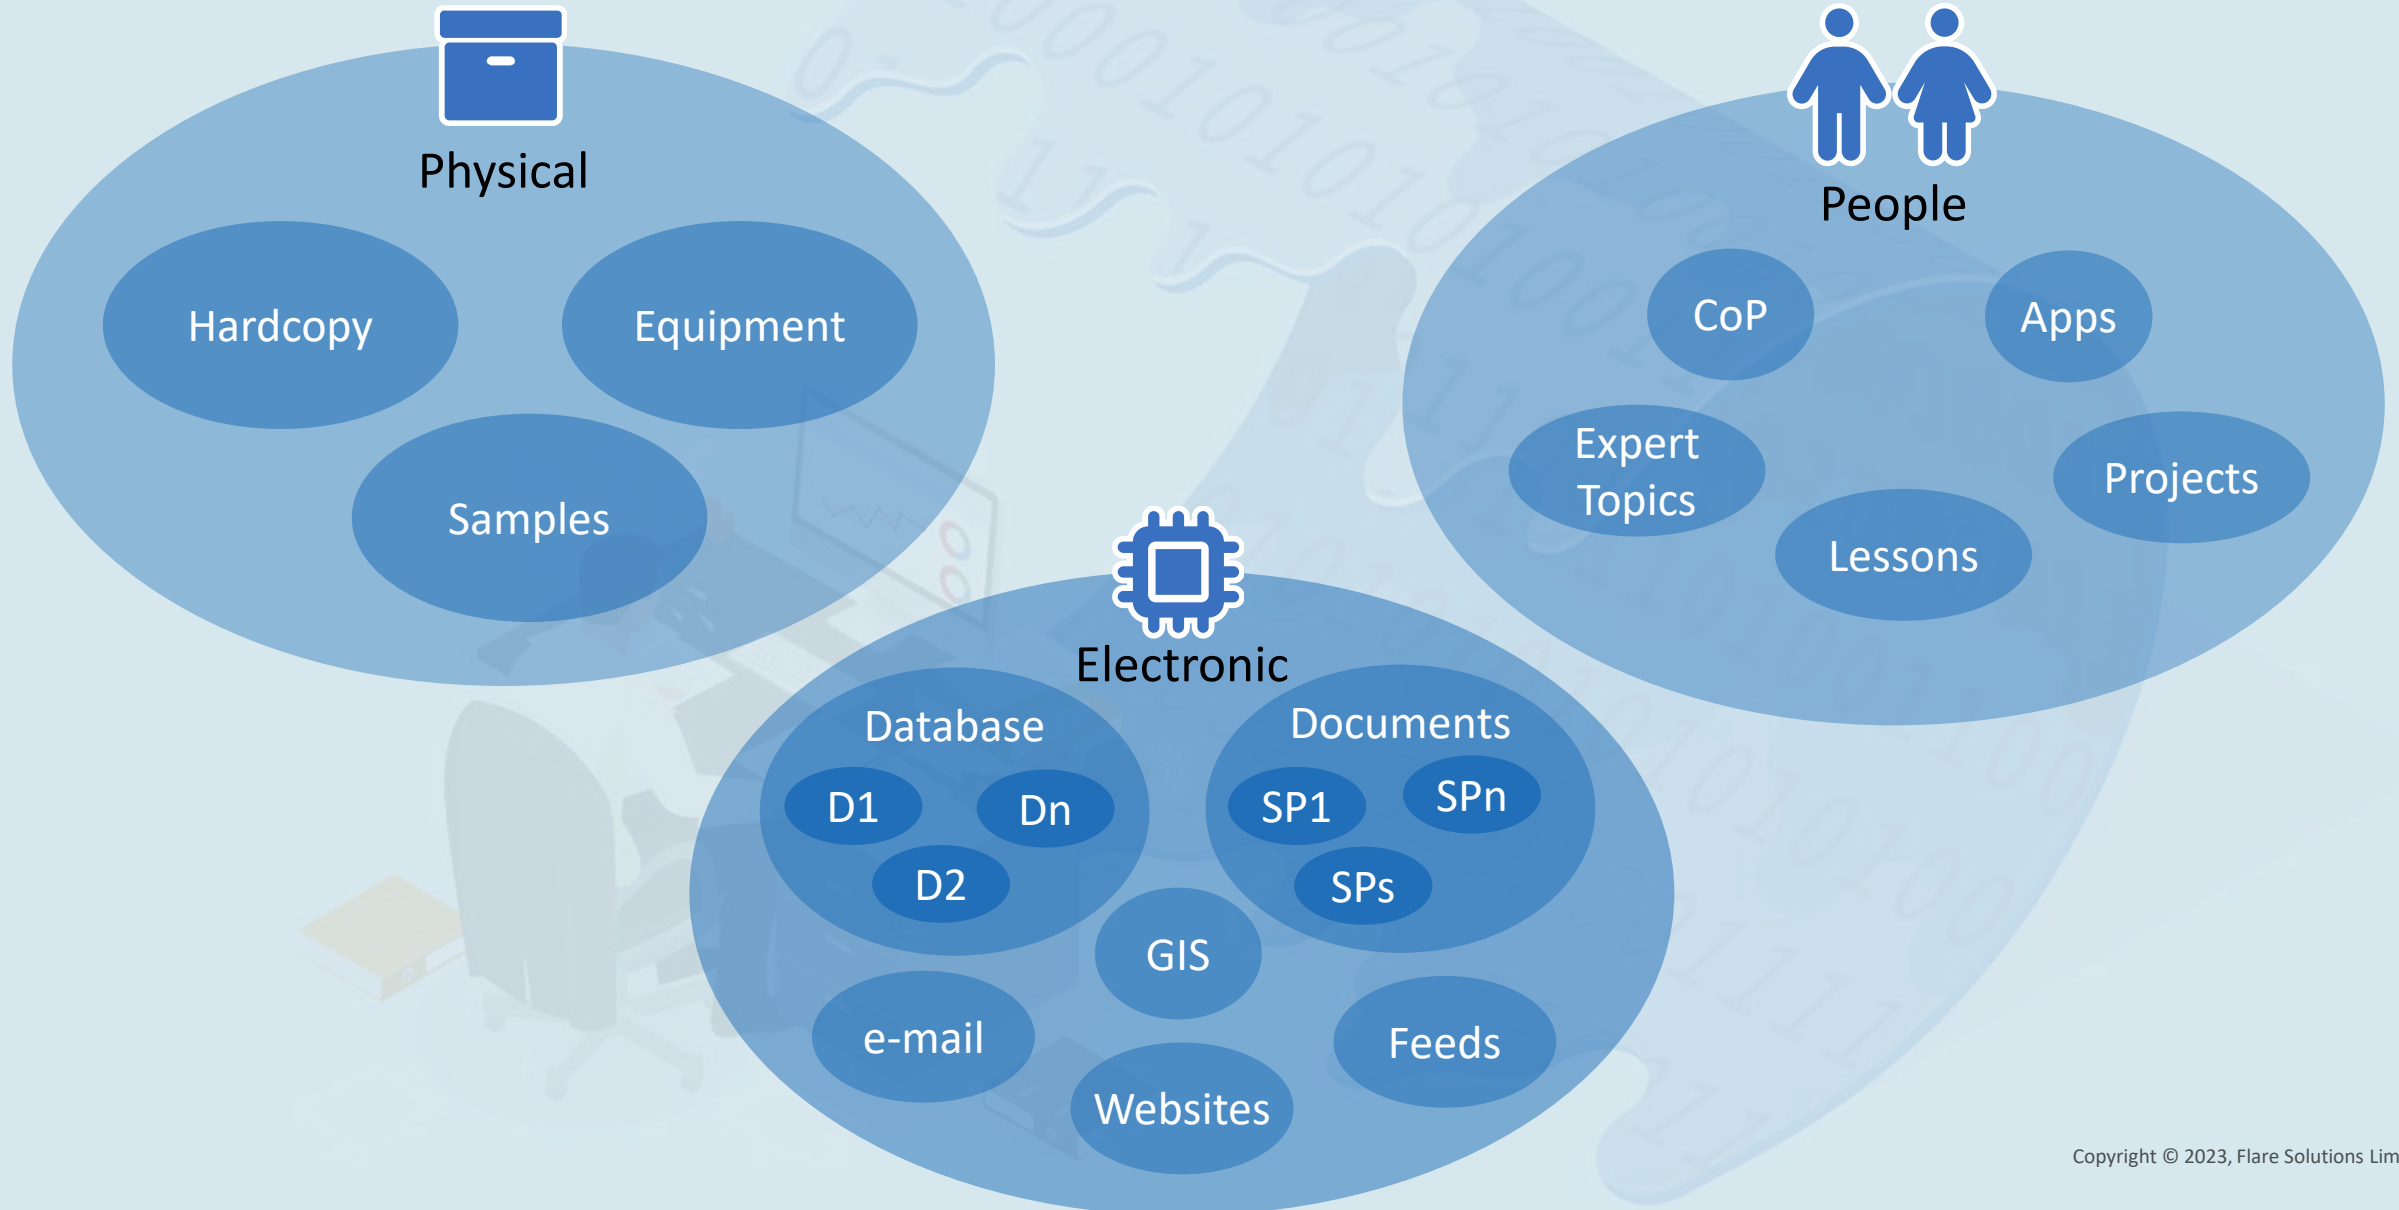 Physical
Hardcopy
Equipment
Samples
People
CoP
Apps
Expert
Topics
Projects
Lessons
Electronic
Database
D1
Dn
D2
Documents
SP1
SPn
SPs
GIS
e-mail
Feeds
Websites
Copyright © 2023, Flare Solutions Lim